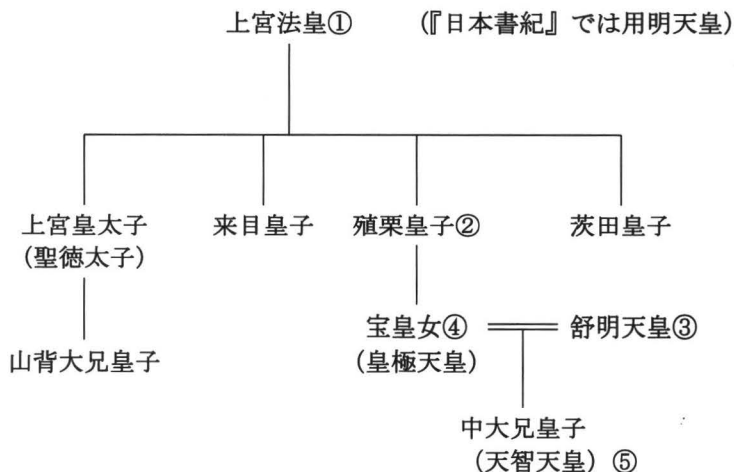 上宮法皇① (『日本書紀』では用明天皇)
上宮皇太子 来目皇子 殖栗皇子② 茨田皇子
(聖徳太子)
宝皇女④ 舒明天皇③
山背大兄皇子 (皇極天皇)
中大兄皇子
(天智天皇)⑤